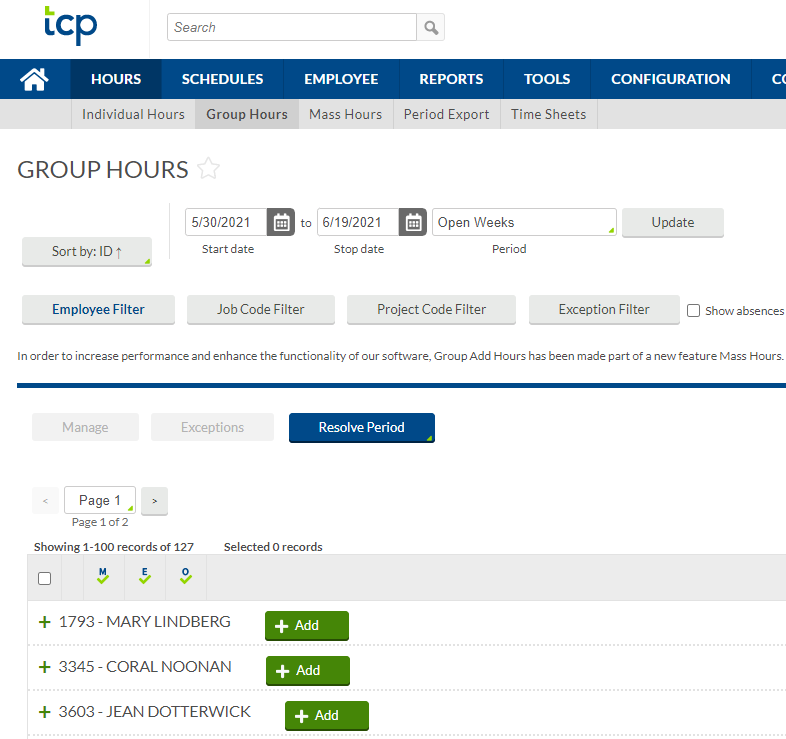 tcp
Search
HOURS SCHEDULES EMPLOYEE REPORTS TOOLS CONFIGURATION
Individual Hours Group Hours Mass Hours Period Export Time Sheets
GROUP HOURS
5/30/2021 to 6/19/2021 Open Weeks Update
Start date Stop date Period
Sort by: ID ↑
Employee Filter Job Code Filter Project Code Filter Exception Filter Show absences
In order to increase performance and enhance the functionality of our software, Group Add Hours has been made part of a new feature Mass Hours.
Manage Exceptions Resolve Period
< Page 1 >
Page 1 of 2
Showing 1-100 records of 127 Selected 0 records
M E O
+ 1793 - MARY LINDBERG + Add
+ 3345 - CORAL NOONAN + Add
+ 3603 - JEAN DOTTERWICK + Add